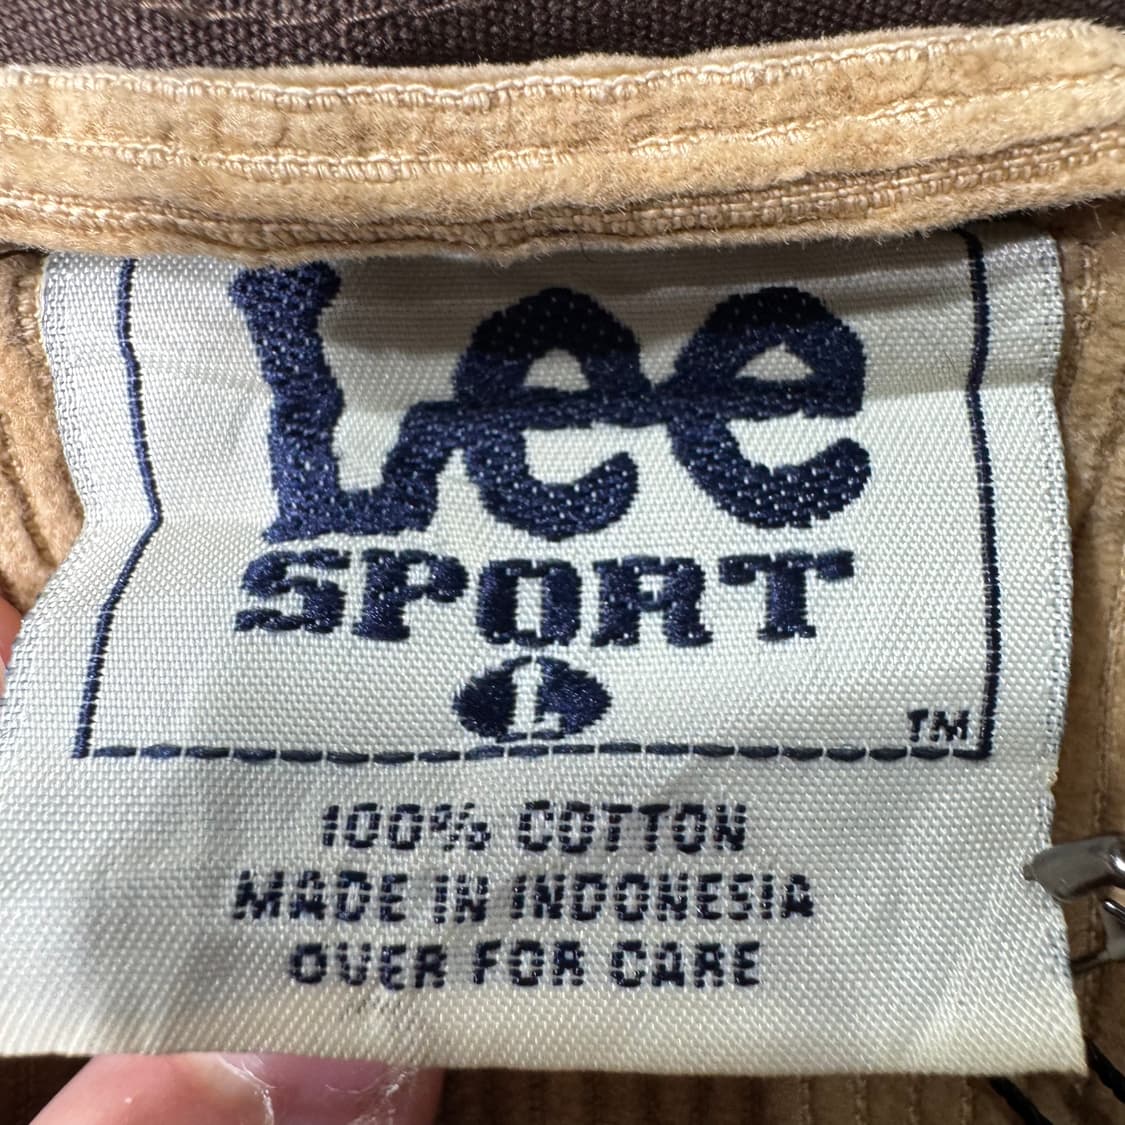 Lee
SPORT
L
TM
100% COTTON
MADE IN INDONESIA
OVER FOR CARE